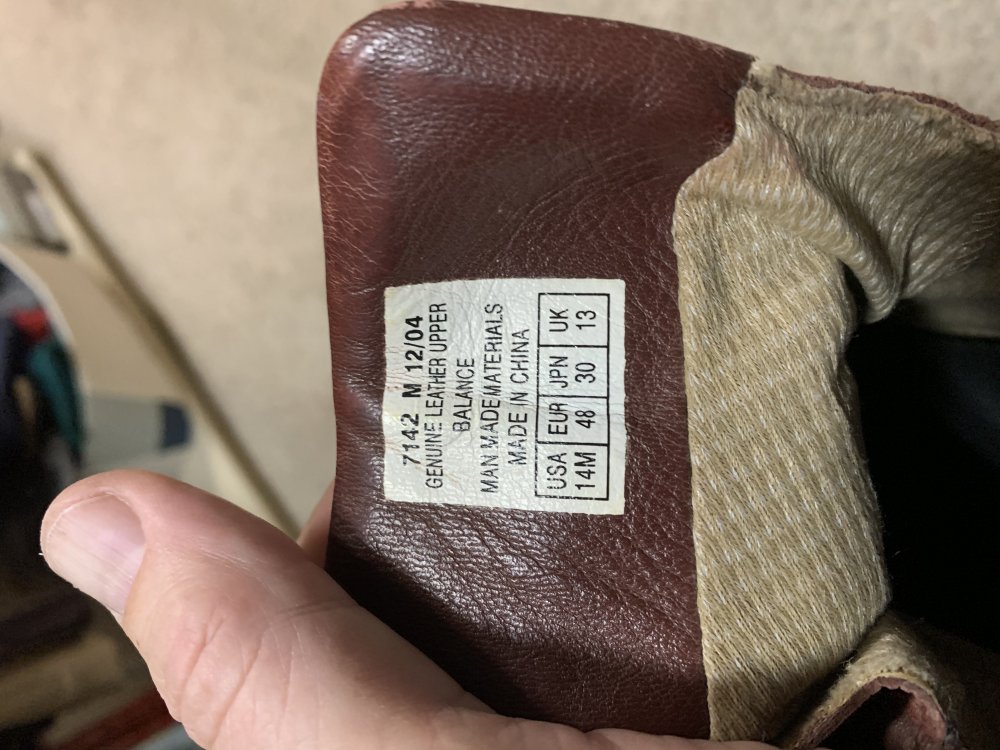 7142 M 12/04
GENUINE LEATHER UPPER
BALANCE
MAN MADE MATERIALS
MADE IN CHINA
USA EUR JPN UK
14M 48 30 13